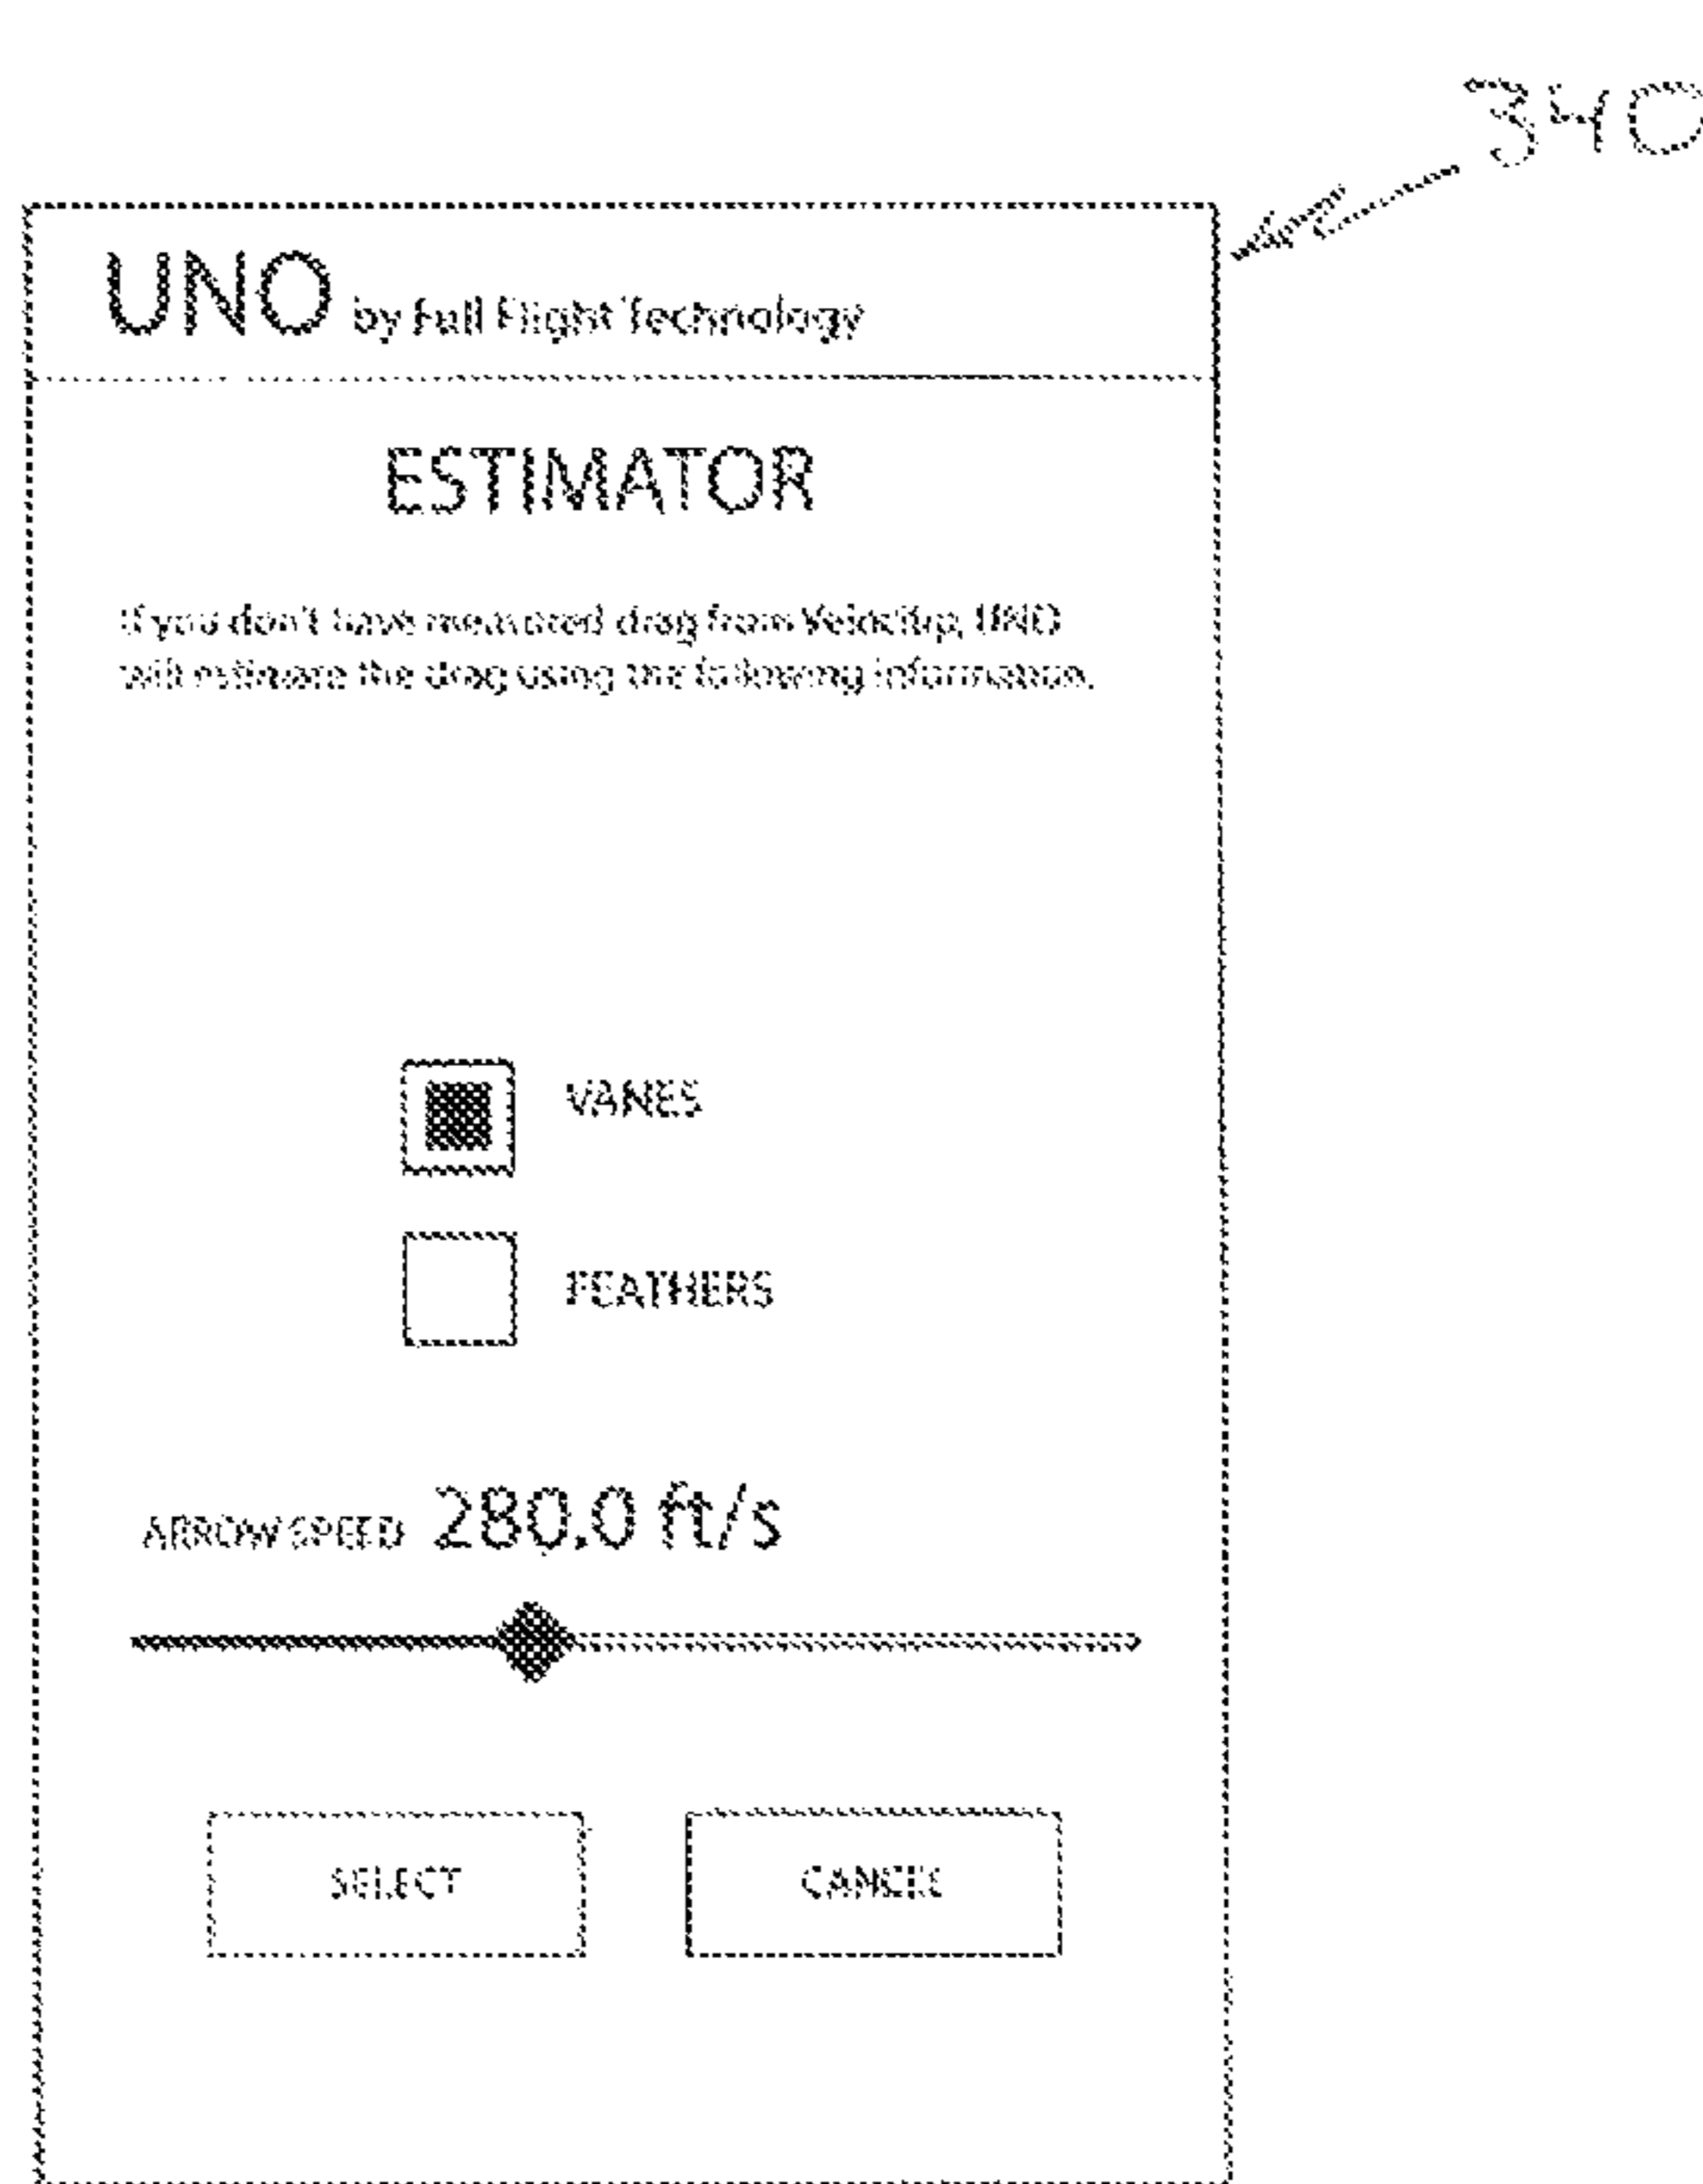 340
UNO by Full Flight Technology
ESTIMATOR
If you don't have measured drag from Velocitip, UNO
will estimate the drag using the following information.
VANES
FEATHERS
ARROW SPEED 280.0 ft/s
SELECT CANCEL